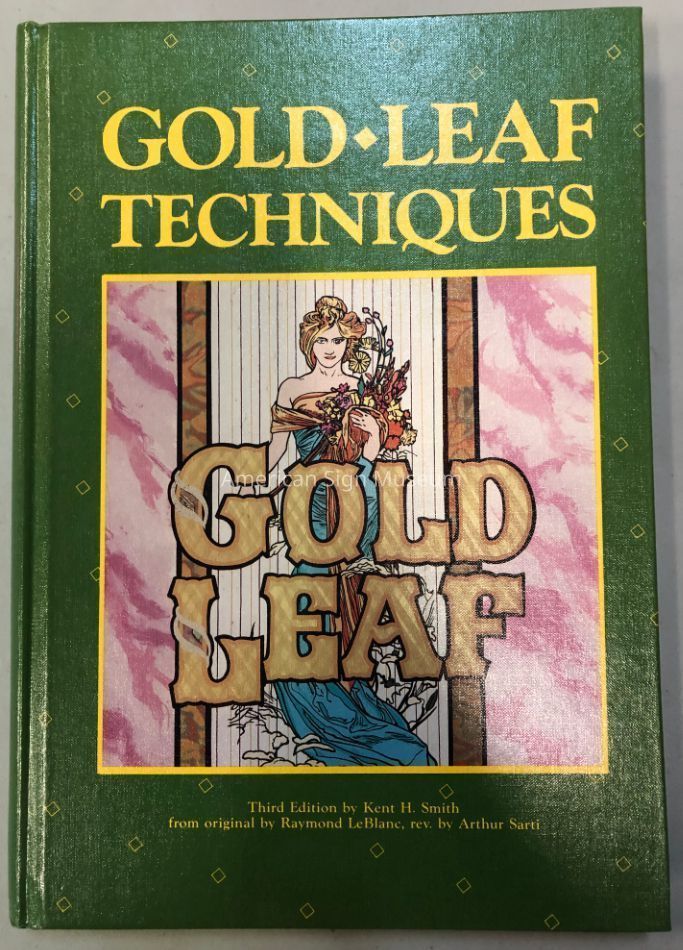 GOLD◆LEAF
TECHNIQUES
GOLD
American Sign Museum
LEAF
Third Edition by Kent H. Smith
from original by Raymond LeBlanc, rev. by Arthur Sarti